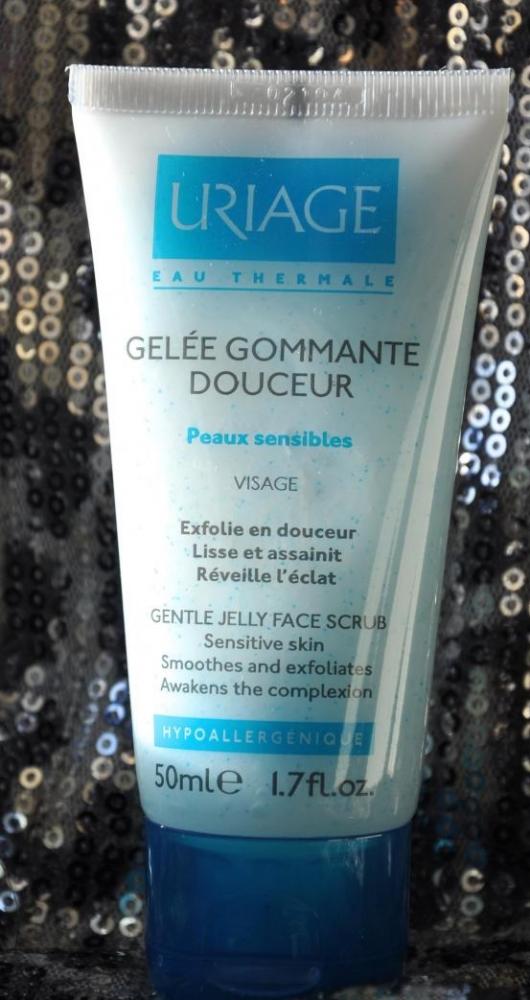 URIAGE
EAU THERMALE
GELÉE GOMMANTE
DOUCEUR
Peaux sensibles
VISAGE
Exfolie en douceur
Lisse et assainit
Réveille l'éclat
GENTLE JELLY FACE SCRUB
Sensitive skin
Smoothes and exfoliates
Awakens the complexion
HYPOALLERGÉNIQUE
50ml℮ 1.7fl.oz.